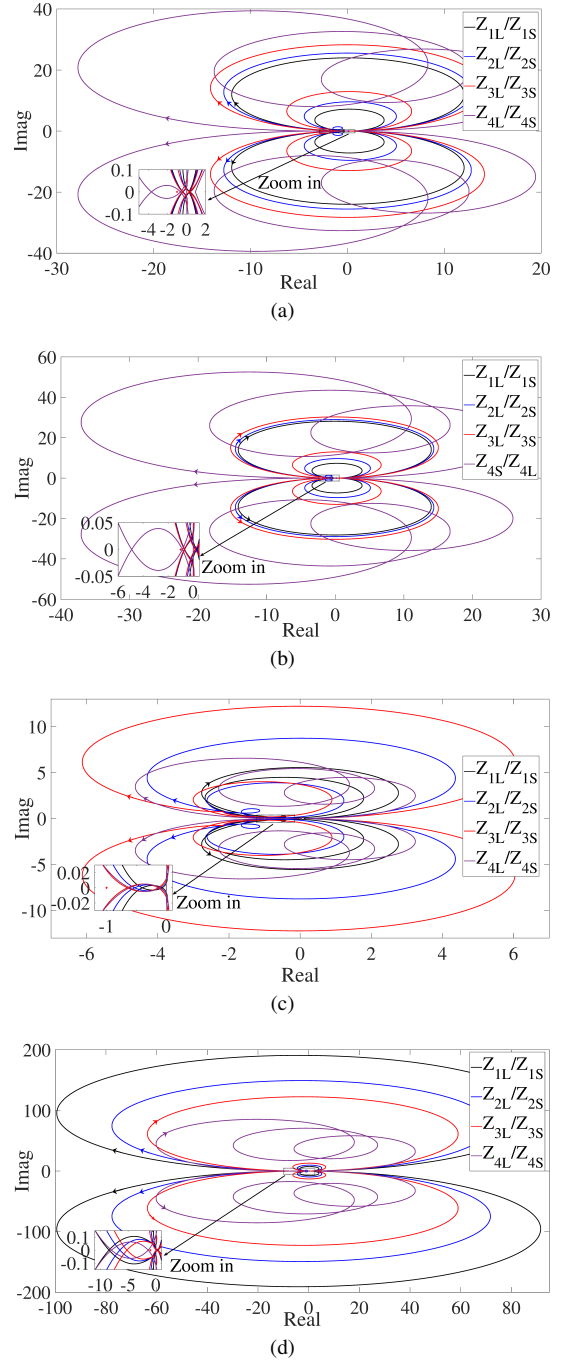 40
20
0
-20
-40
Imag
Z1L/Z1S
Z2L/Z2S
Z3L/Z3S
Z4L/Z4S
0.1
0
-0.1
-4 -2 0 2
Zoom in
-30 -20 -10 0 10 20
Real
(a)
60
40
20
0
-20
-40
-60
Imag
Z1L/Z1S
Z2L/Z2S
Z3L/Z3S
Z4S/Z4L
0.05
0
-0.05
-6 -4 -2 0
Zoom in
-40 -30 -20 -10 0 10 20 30
Real
(b)
10
5
0
-5
-10
Imag
Z1L/Z1S
Z2L/Z2S
Z3L/Z3S
Z4L/Z4S
0.02
0
-0.02
-1 0
Zoom in
-6 -4 -2 0 2 4 6
Real
(c)
200
100
0
-100
-200
Imag
Z1L/Z1S
Z2L/Z2S
Z3L/Z3S
Z4L/Z4S
0.1
0
-0.1
-10 -5 0
Zoom in
-100 -80 -60 -40 -20 0 20 40 60 80
Real
(d)